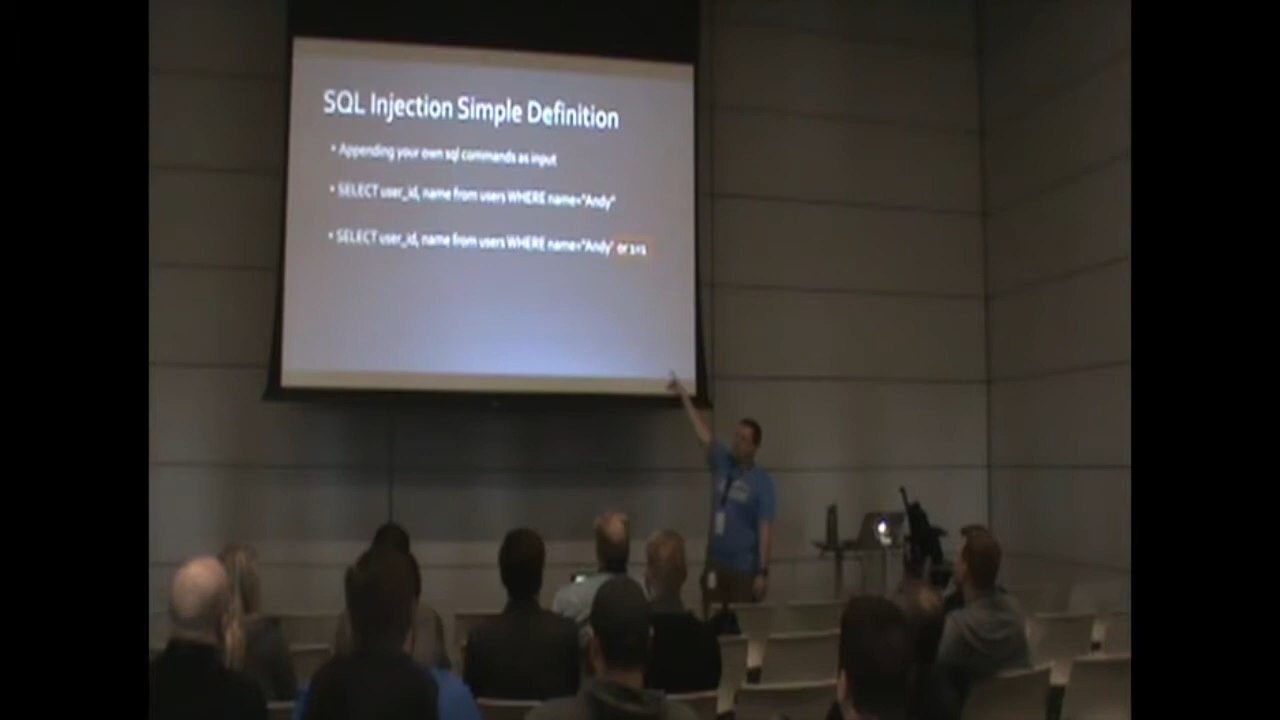 SQL Injection Simple Definition
• Appending your own sql commands as input
• SELECT user_id, name from users WHERE name="Andy"
• SELECT user_id, name from users WHERE name="Andy" or 1=1